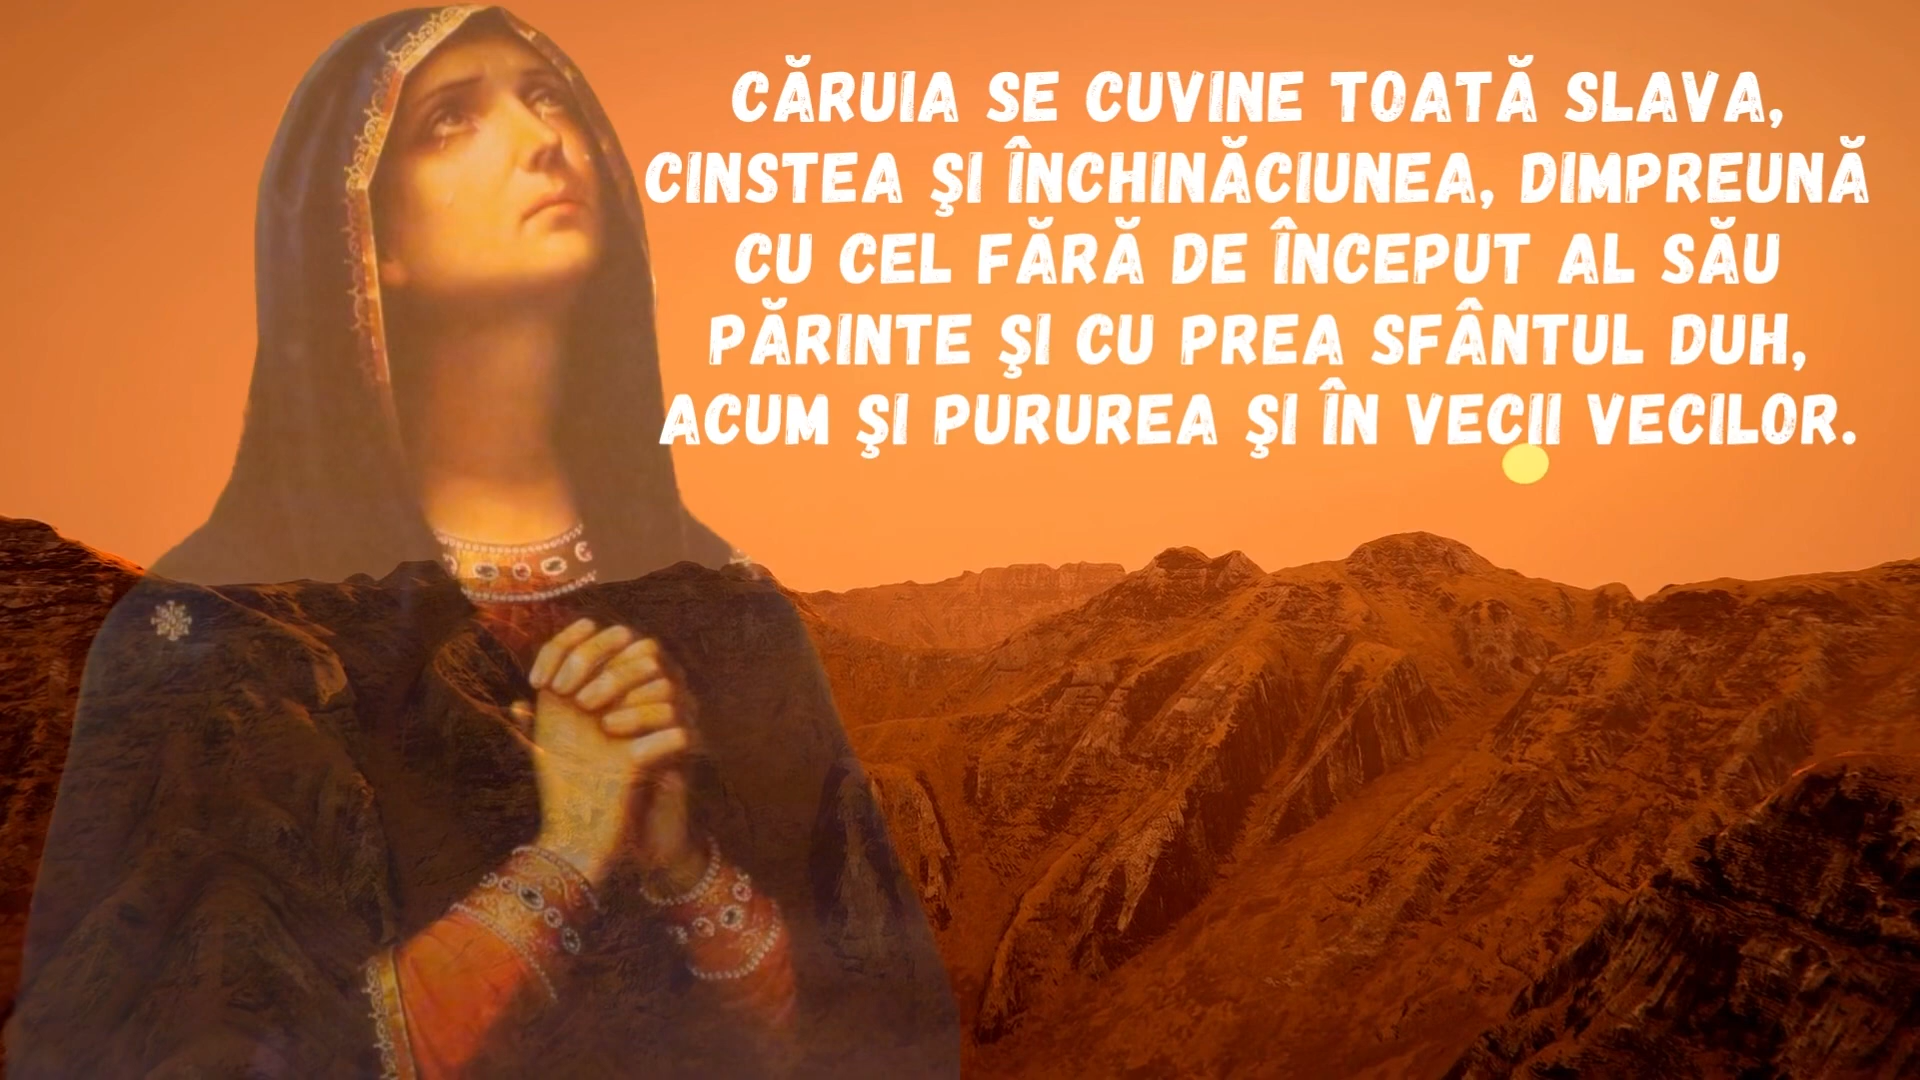 CĂRUIA SE CUVINE TOATĂ SLAVA,
CINSTEA ŞI ÎNCHINĂCIUNEA, DIMPREUNĂ
CU CEL FĂRĂ DE ÎNCEPUT AL SĂU
PĂRINTE ŞI CU PREA SFÂNTUL DUH,
ACUM ŞI PURUREA ŞI ÎN VECII VECILOR.